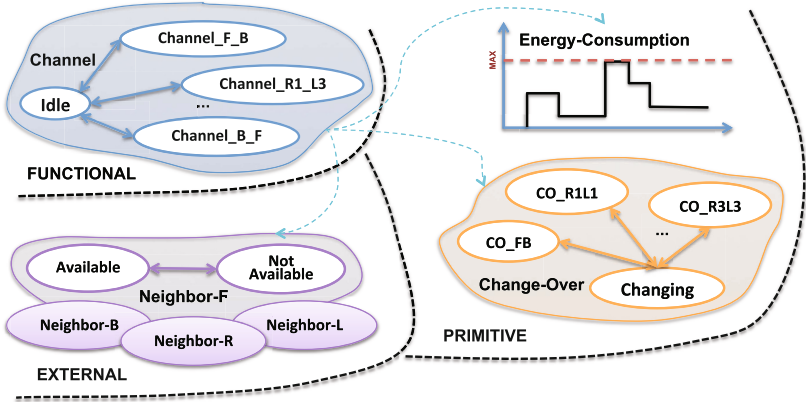 Channel_F_B
Channel
Channel_R1_L3
Idle
...
Channel_B_F
FUNCTIONAL
Energy-Consumption
MAX
CO_R1L1
CO_R3L3
...
CO_FB
Change-Over
Changing
PRIMITIVE
Available
Not
Available
Neighbor-F
Neighbor-B
Neighbor-L
Neighbor-R
EXTERNAL